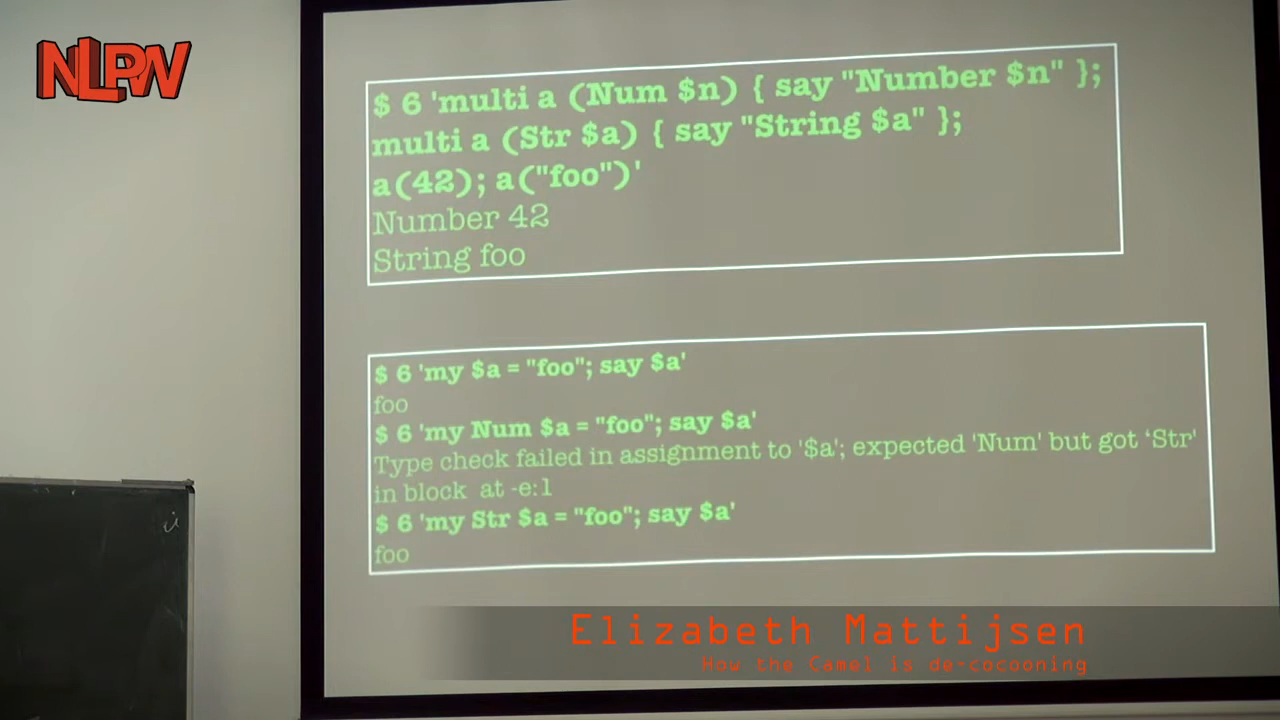 NLPW
$ 6 'multi a (Num $n) { say "Number $n" };
multi a (Str $a) { say "String $a" };
a(42); a("foo")'
Number 42
String foo
$ 6 'my $a = "foo"; say $a'
foo
$ 6 'my Num $a = "foo"; say $a'
Type check failed in assignment to '$a'; expected 'Num' but got ‘Str'
in block  at -e:1
$ 6 'my Str $a = "foo"; say $a'
foo
Elizabeth Mattijsen
How the Camel is de-cocooning